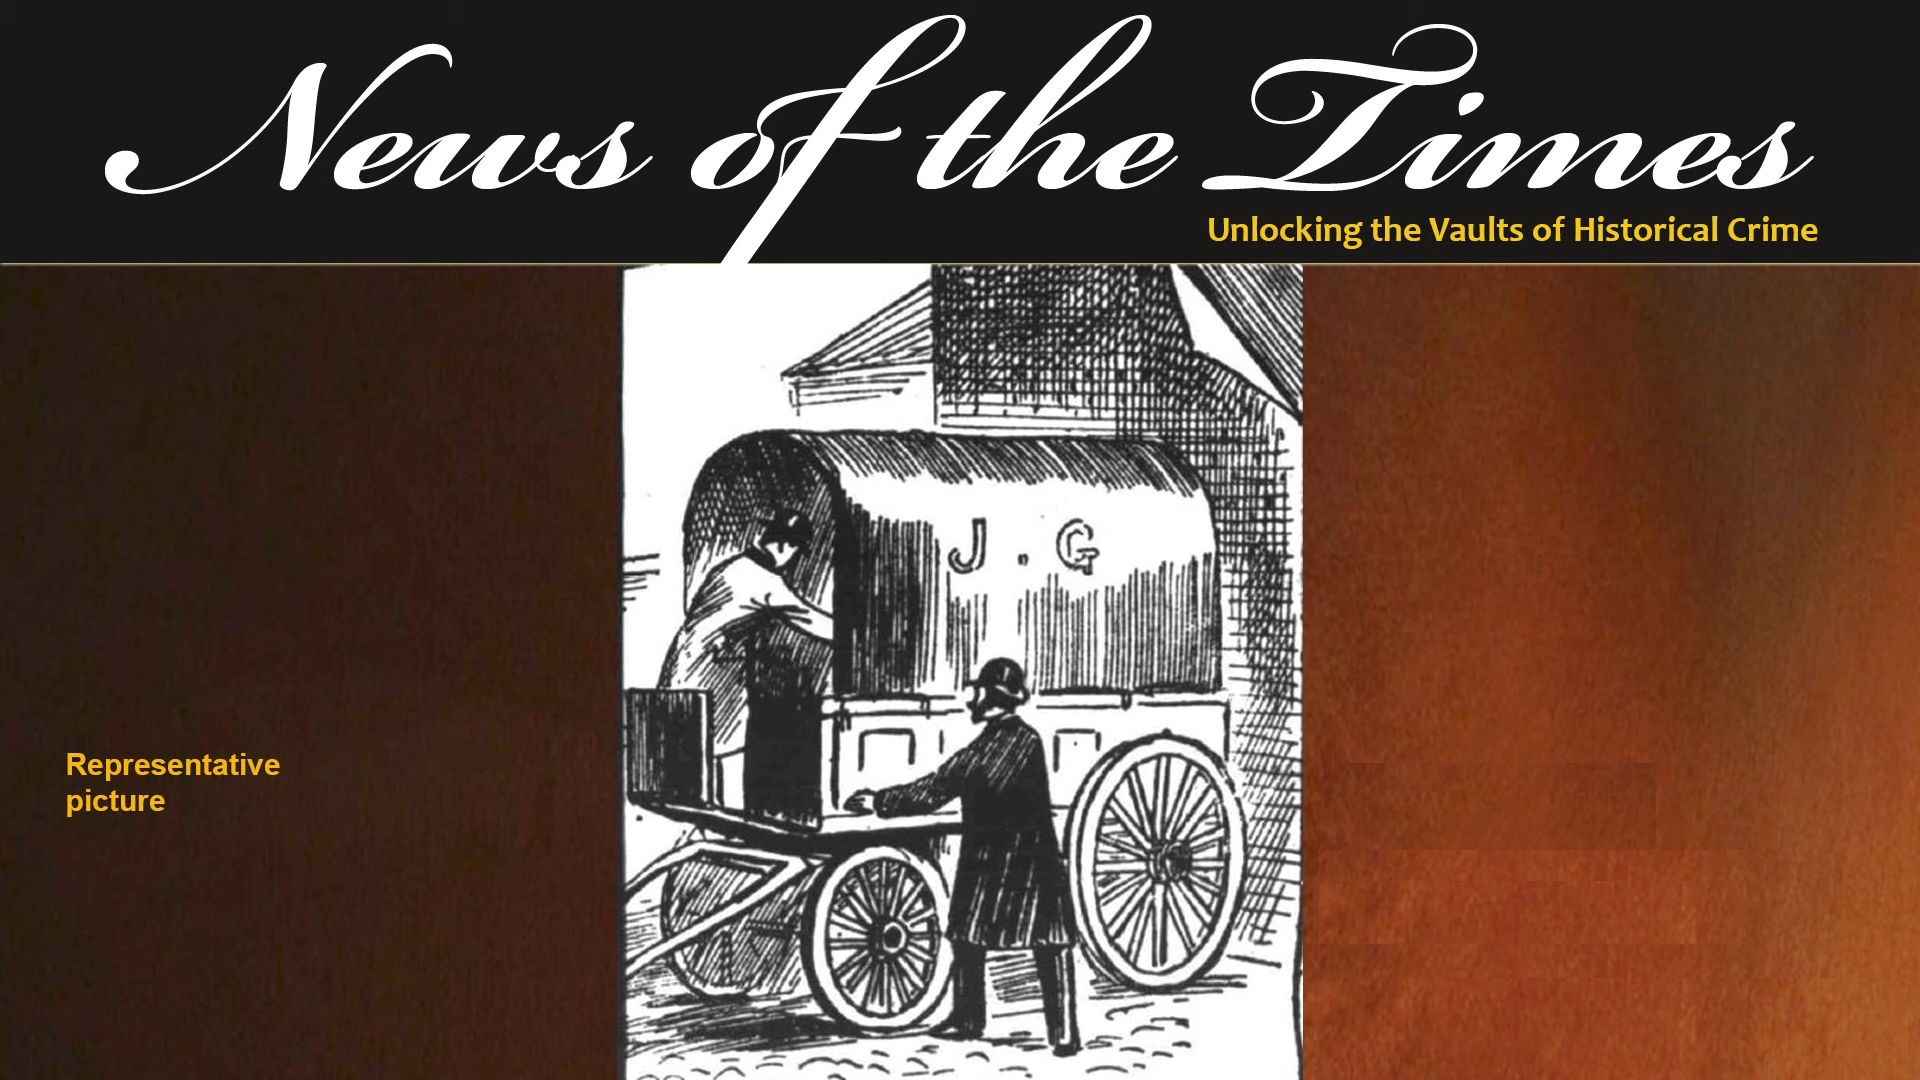 News of the Times
Unlocking the Vaults of Historical Crime
J. G
Representative
picture